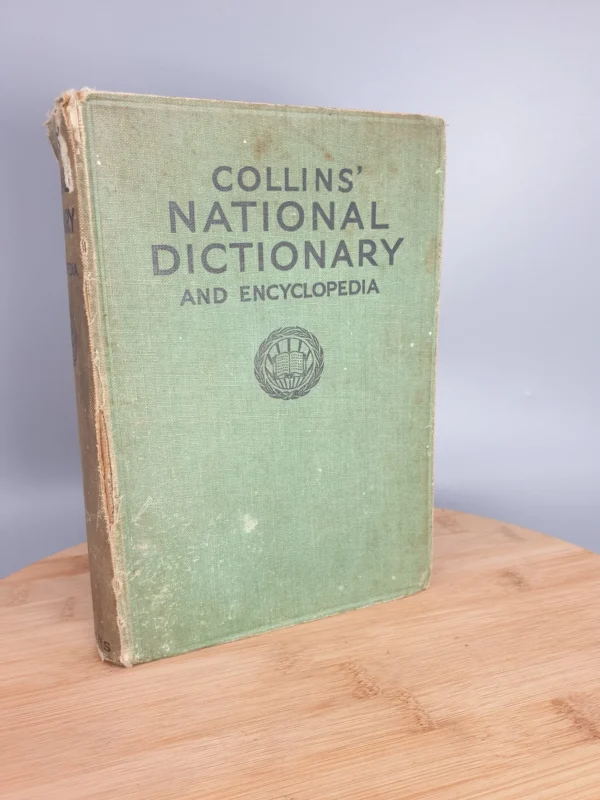 COLLINS'
NATIONAL
DICTIONARY
AND ENCYCLOPEDIA